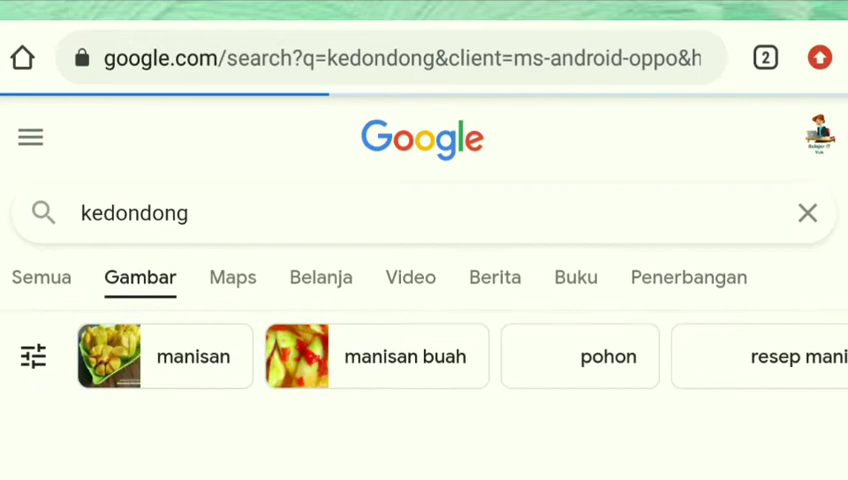 google.com/search?q=kedondong&client=ms-android-oppo&h
2
Google
kedondong
Semua Gambar Maps Belanja Video Berita Buku Penerbangan
manisan manisan buah pohon resep mani